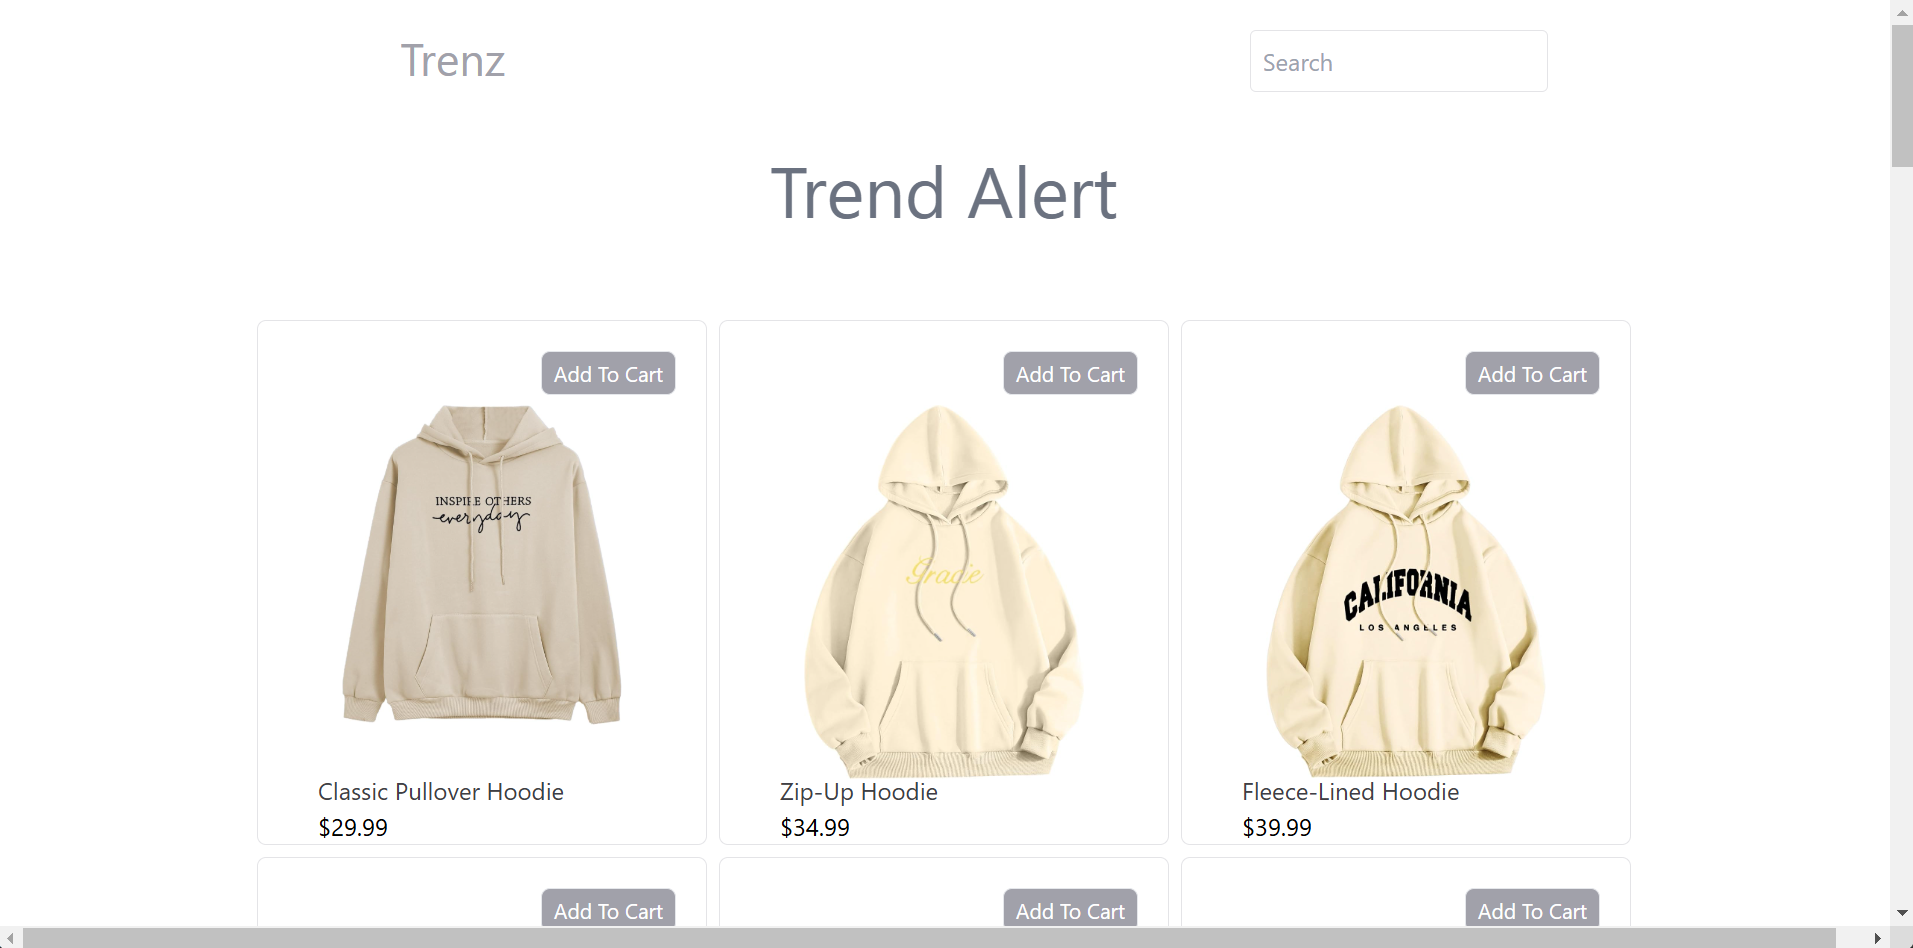 Trenz
Search
Trend Alert
Add To Cart
Add To Cart
Add To Cart
INSPIRE OTHERS
everyday
Gracie
CALIFORNIA
LOS ANGELES
Classic Pullover Hoodie
$29.99
Zip-Up Hoodie
$34.99
Fleece-Lined Hoodie
$39.99
Add To Cart
Add To Cart
Add To Cart